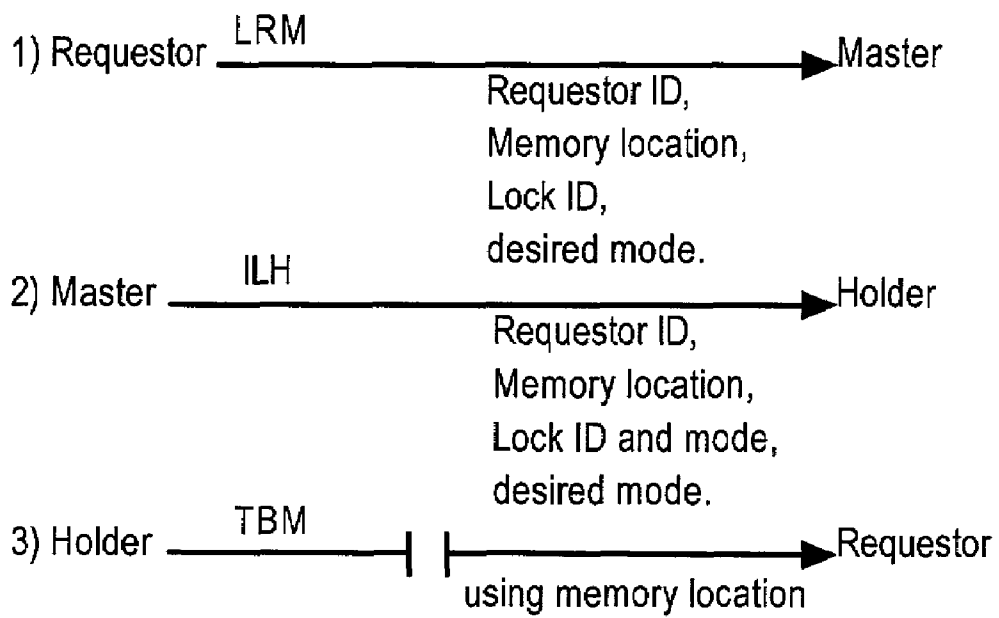 1) Requestor LRM Master
Requestor ID,
Memory location,
Lock ID,
desired mode.
2) Master ILH Holder
Requestor ID,
Memory location,
Lock ID and mode,
desired mode.
3) Holder TBM Requestor
using memory location